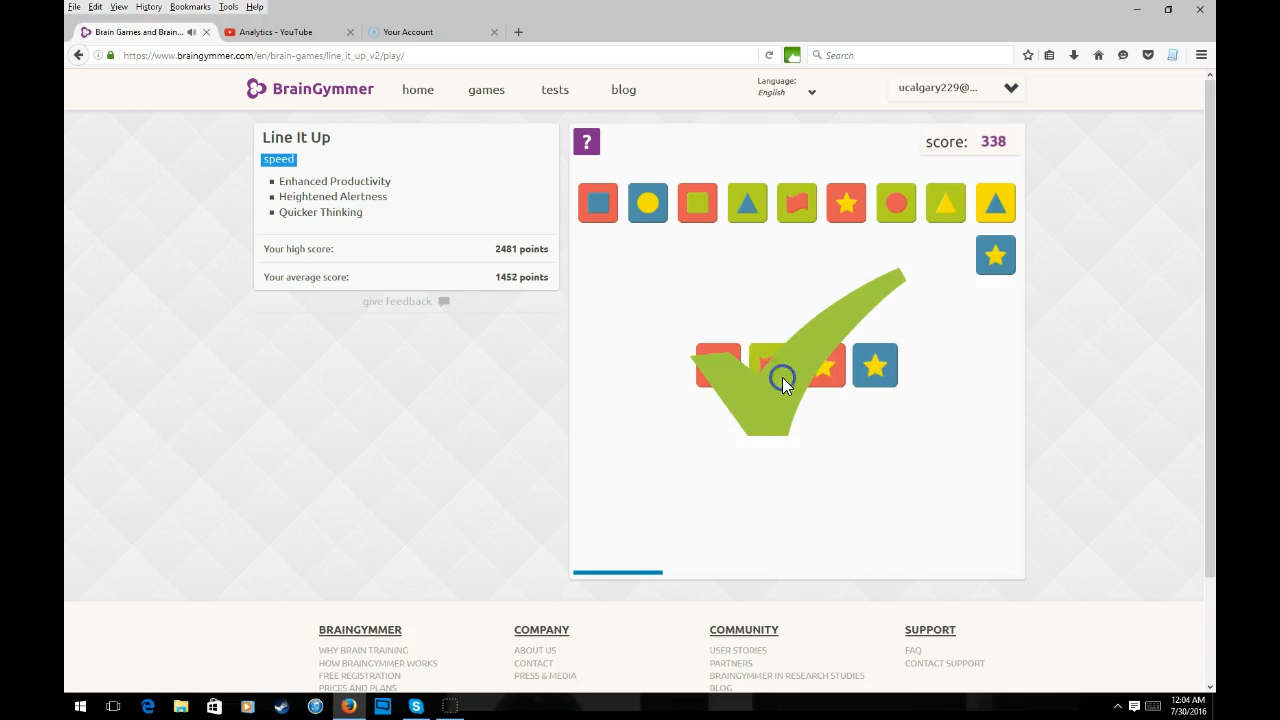 File Edit View History Bookmarks Tools Help
Brain Games and Brain... Analytics - YouTube Your Account
https://www.braingymmer.com/en/brain-games/line_it_up_v2/play/ Search
BrainGymmer home games tests blog Language: English ucalgary229@...
Line It Up
speed
Enhanced Productivity
Heightened Alertness
Quicker Thinking
Your high score: 2481 points
Your average score: 1452 points
give feedback
? score: 338
BRAINGYMMER COMPANY COMMUNITY SUPPORT
WHY BRAIN TRAINING ABOUT US USER STORIES FAQ
HOW BRAINGYMMER WORKS CONTACT PARTNERS CONTACT SUPPORT
FREE REGISTRATION PRESS & MEDIA BRAINGYMMER IN RESEARCH STUDIES
PRICES AND PLANS BLOG
12:04 AM
7/30/2016